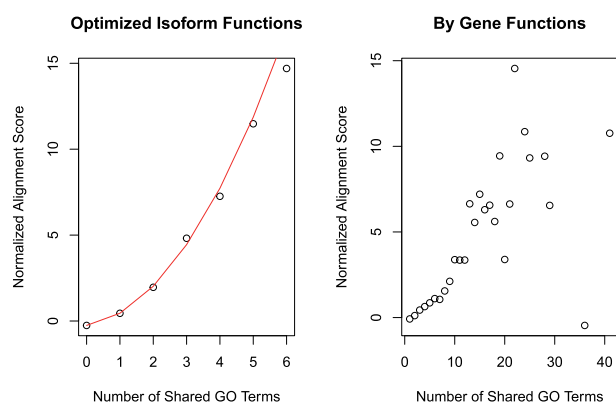 Optimized Isoform Functions
By Gene Functions
Normalized Alignment Score
0 5 10 15
0 1 2 3 4 5 6
Number of Shared GO Terms
Normalized Alignment Score
0 5 10 15
0 10 20 30 40
Number of Shared GO Terms